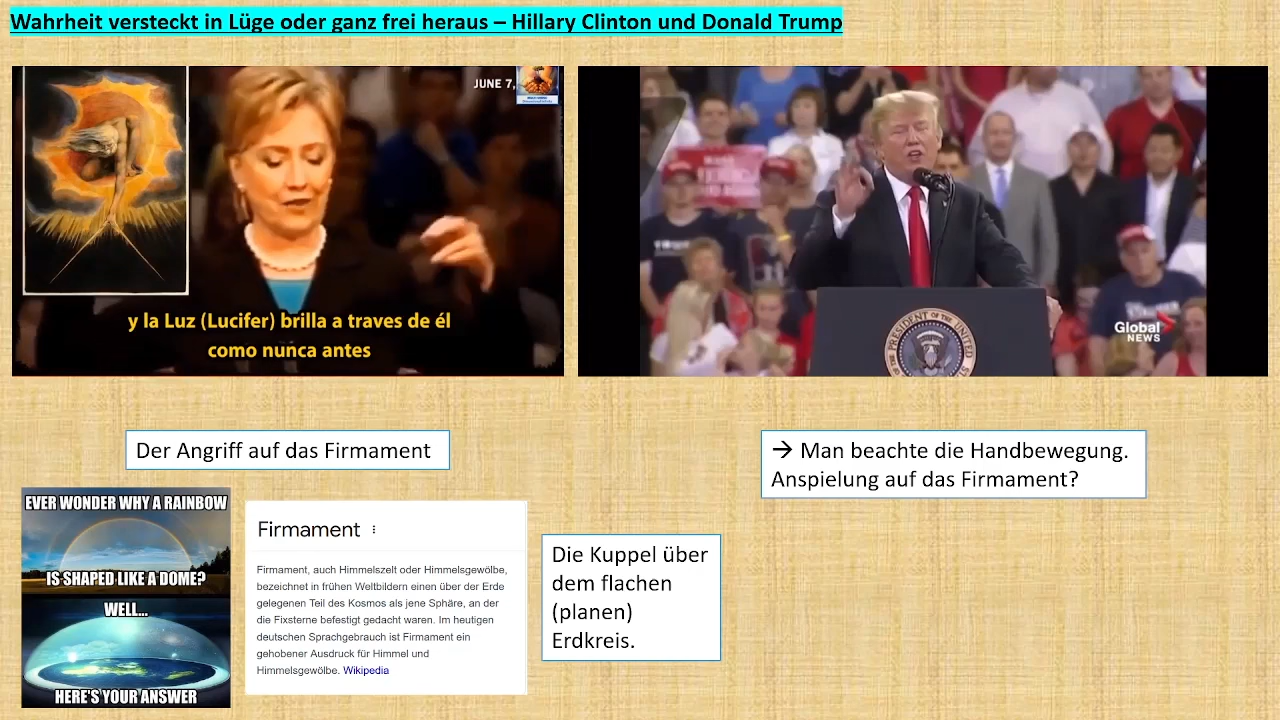 Wahrheit versteckt in Lüge oder ganz frei heraus – Hillary Clinton und Donald Trump
JUNE 7,
y la Luz (Lucifer) brilla a traves de él
como nunca antes
Global
NEWS
PRESIDENT OF THE UNITED
Der Angriff auf das Firmament
→ Man beachte die Handbewegung.
Anspielung auf das Firmament?
EVER WONDER WHY A RAINBOW
IS SHAPED LIKE A DOME?
WELL...
HERE'S YOUR ANSWER
Firmament
Firmament, auch Himmelszelt oder Himmelsgewölbe,
bezeichnet in frühen Weltbildern einen über der Erde
gelegenen Teil des Kosmos als jene Sphäre, an der
die Fixsterne befestigt gedacht waren. Im heutigen
deutschen Sprachgebrauch ist Firmament ein
gehobener Ausdruck für Himmel und
Himmelsgewölbe. Wikipedia
Die Kuppel über
dem flachen
(planen)
Erdkreis.